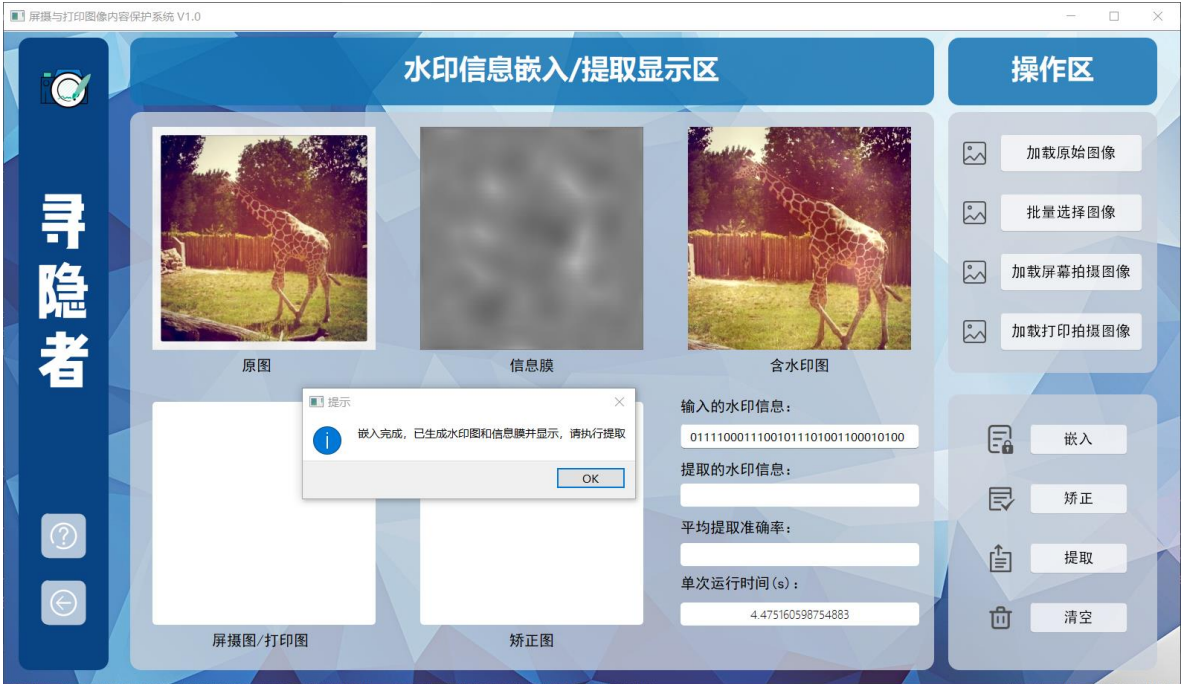 屏摄与打印图像内容保护系统 V1.0
寻隐者
水印信息嵌入/提取显示区
操作区
原图
信息膜
含水印图
加载原始图像
批量选择图像
加载屏幕拍摄图像
加载打印拍摄图像
提示
嵌入完成，已生成水印图和信息膜并显示，请执行提取
OK
屏摄图/打印图
矫正图
输入的水印信息：
011110001110010111101001100010100
提取的水印信息：
平均提取准确率：
单次运行时间(s)：
4.475160598754883
嵌入
矫正
提取
清空